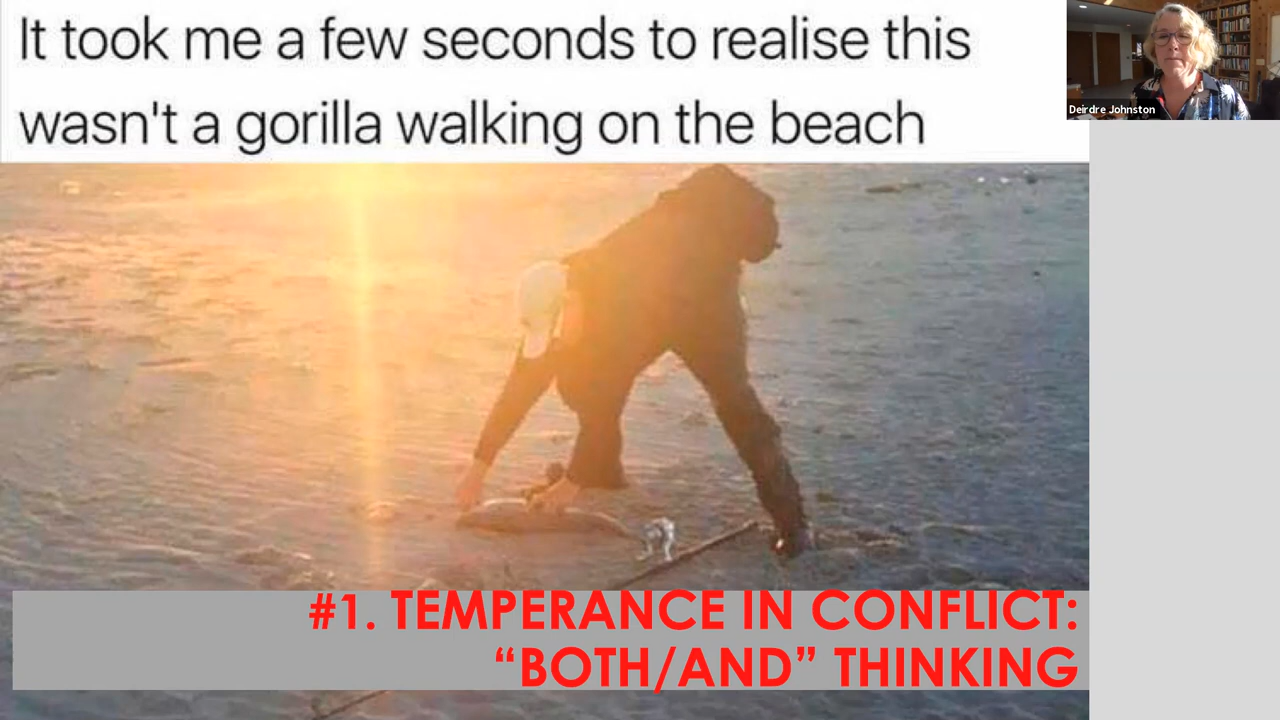 It took me a few seconds to realise this
wasn't a gorilla walking on the beach
Deirdre Johnston
#1. TEMPERANCE IN CONFLICT:
“BOTH/AND” THINKING